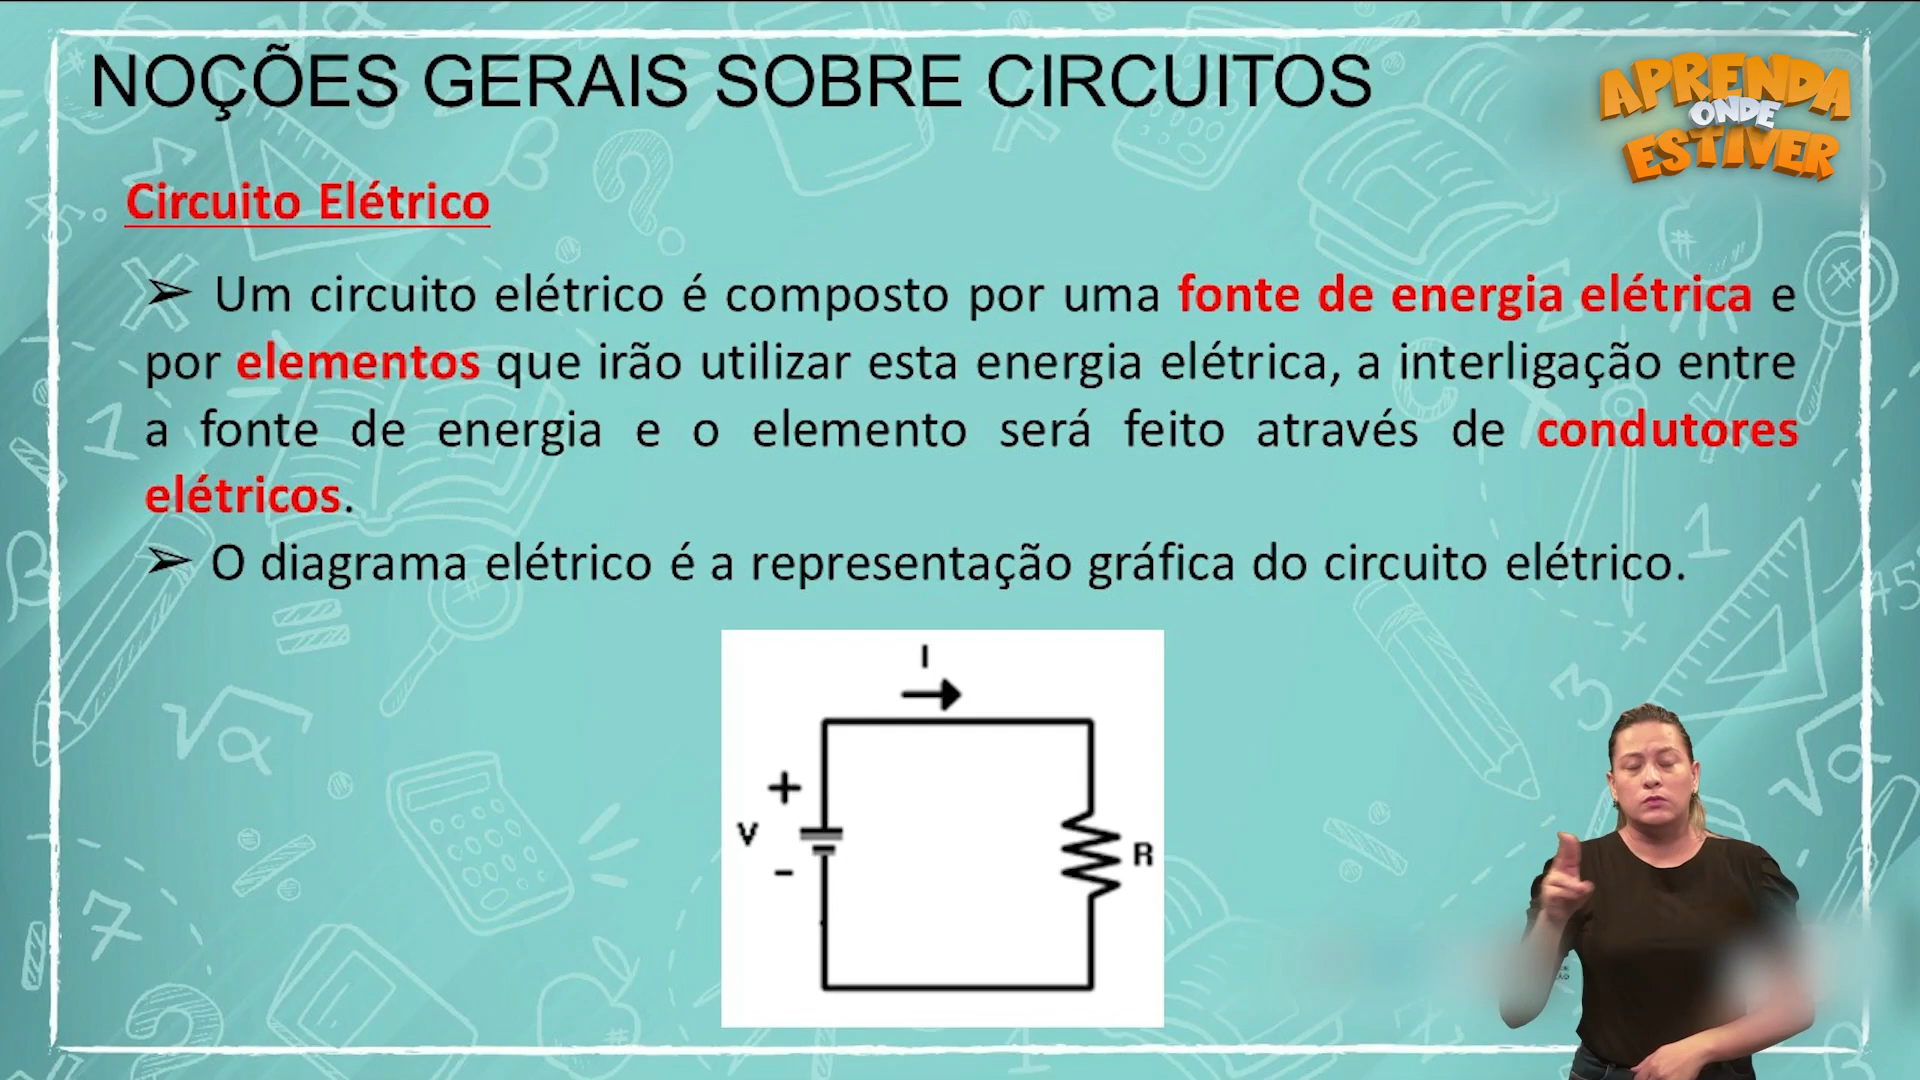 NOÇÕES GERAIS SOBRE CIRCUITOS
APRENDA
ONDE
ESTIVER
Circuito Elétrico
➢ Um circuito elétrico é composto por uma fonte de energia elétrica e
por elementos que irão utilizar esta energia elétrica, a interligação entre
a fonte de energia e o elemento será feito através de condutores
elétricos.
➢ O diagrama elétrico é a representação gráfica do circuito elétrico.
I
+
V
-
R